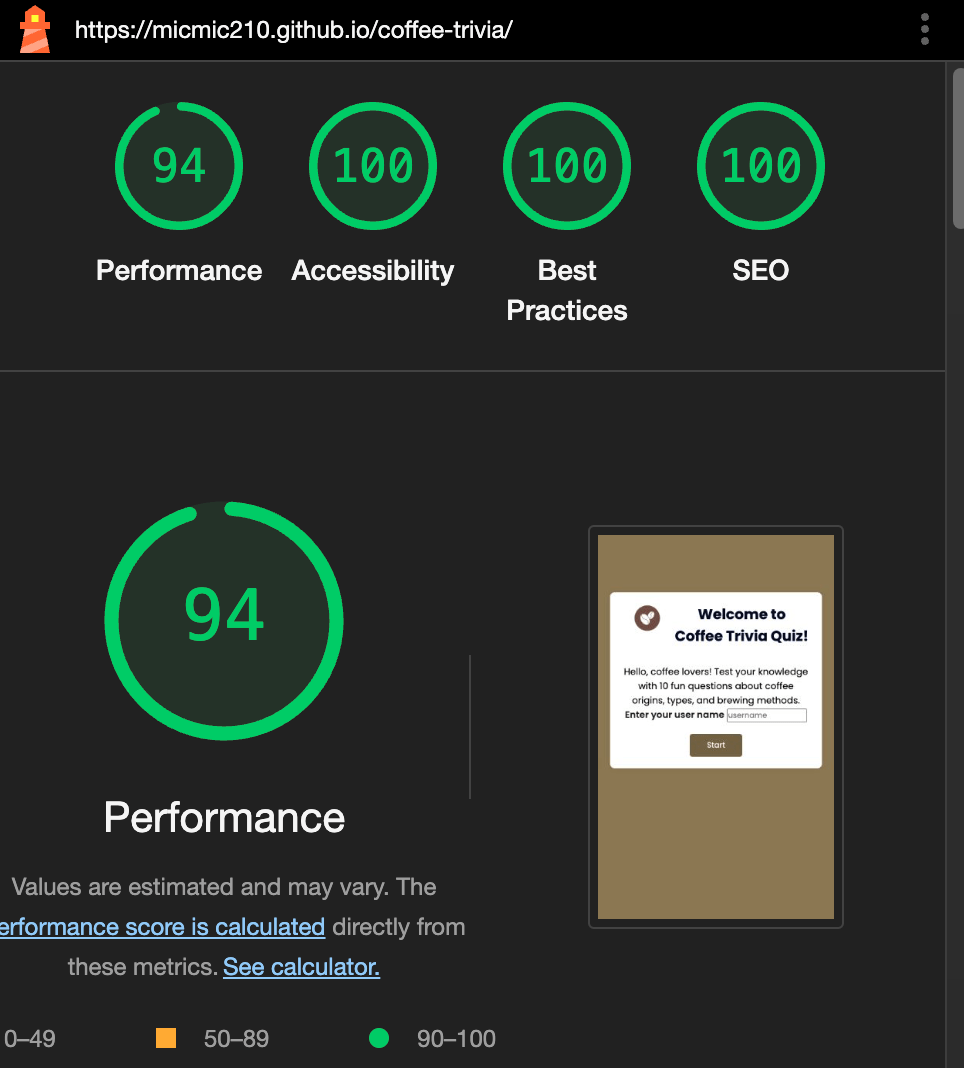 https://micmic210.github.io/coffee-trivia/
94
100
100
100
Performance
Accessibility
Best
Practices
SEO
94
Performance
Values are estimated and may vary. The
erformance score is calculated directly from
these metrics. See calculator.
0–49
50–89
90–100
Welcome to
Coffee Trivia Quiz!
Hello, coffee lovers! Test your knowledge
with 10 fun questions about coffee
origins, types, and brewing methods.
Enter your user name username
Start